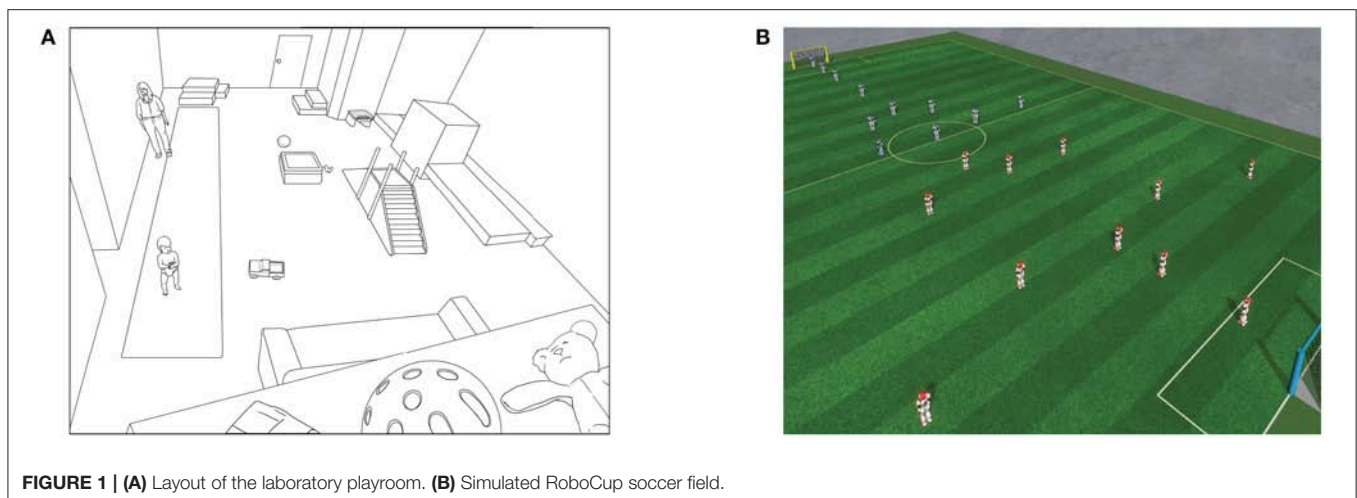 A
B
FIGURE 1 | (A) Layout of the laboratory playroom. (B) Simulated RoboCup soccer field.